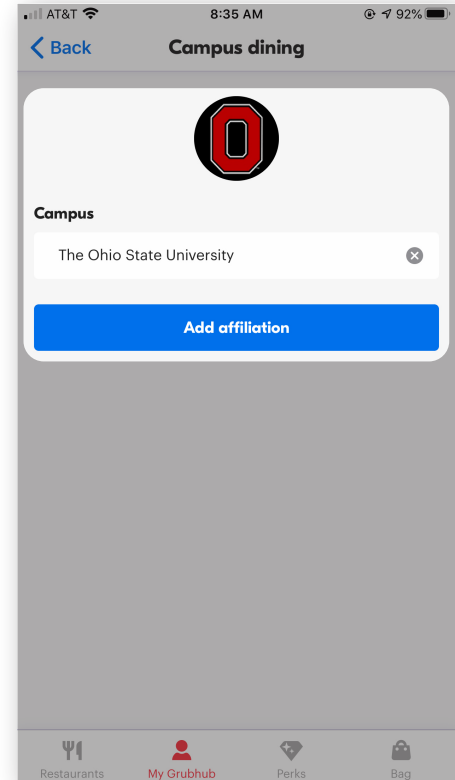 AT&T 8:35 AM 92%
Back Campus dining
O
Campus
The Ohio State University
Add affiliation
Restaurants My Grubhub Perks Bag